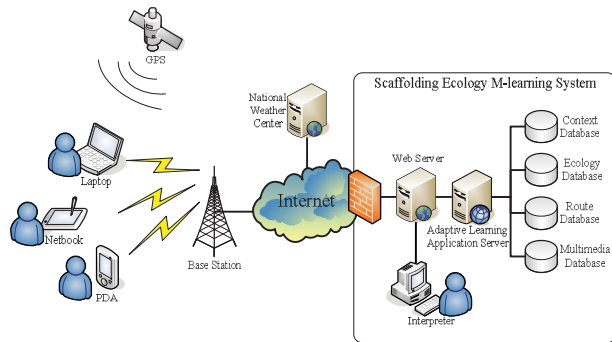 GPS
Scaffolding Ecology M-learning System
National
Weather
Center
Context
Database
Web Server
Ecology
Database
Laptop
Internet
Route
Database
Netbook
Adaptive Learning
Application Server
Base Station
Multimedia
Database
PDA
Interpreter